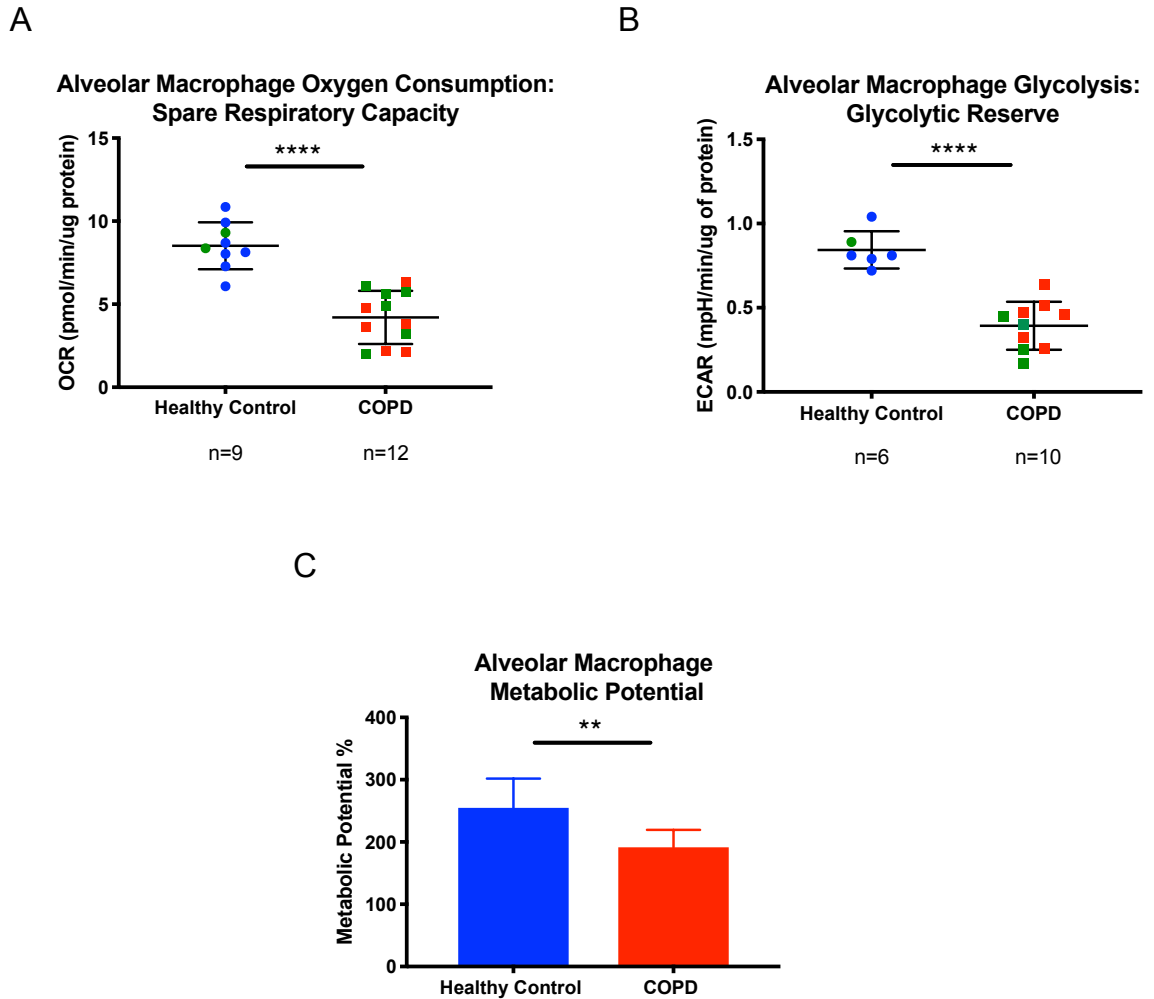 A
Alveolar Macrophage Oxygen Consumption:
Spare Respiratory Capacity
OCR (pmol/min/ug protein)
15
10
5
0
****
Healthy Control
COPD
n=9
n=12
B
Alveolar Macrophage Glycolysis:
Glycolytic Reserve
ECAR (mpH/min/ug of protein)
1.5
1.0
0.5
0.0
****
Healthy Control
COPD
n=6
n=10
C
Alveolar Macrophage
Metabolic Potential
Metabolic Potential %
400
300
200
100
0
**
Healthy Control
COPD